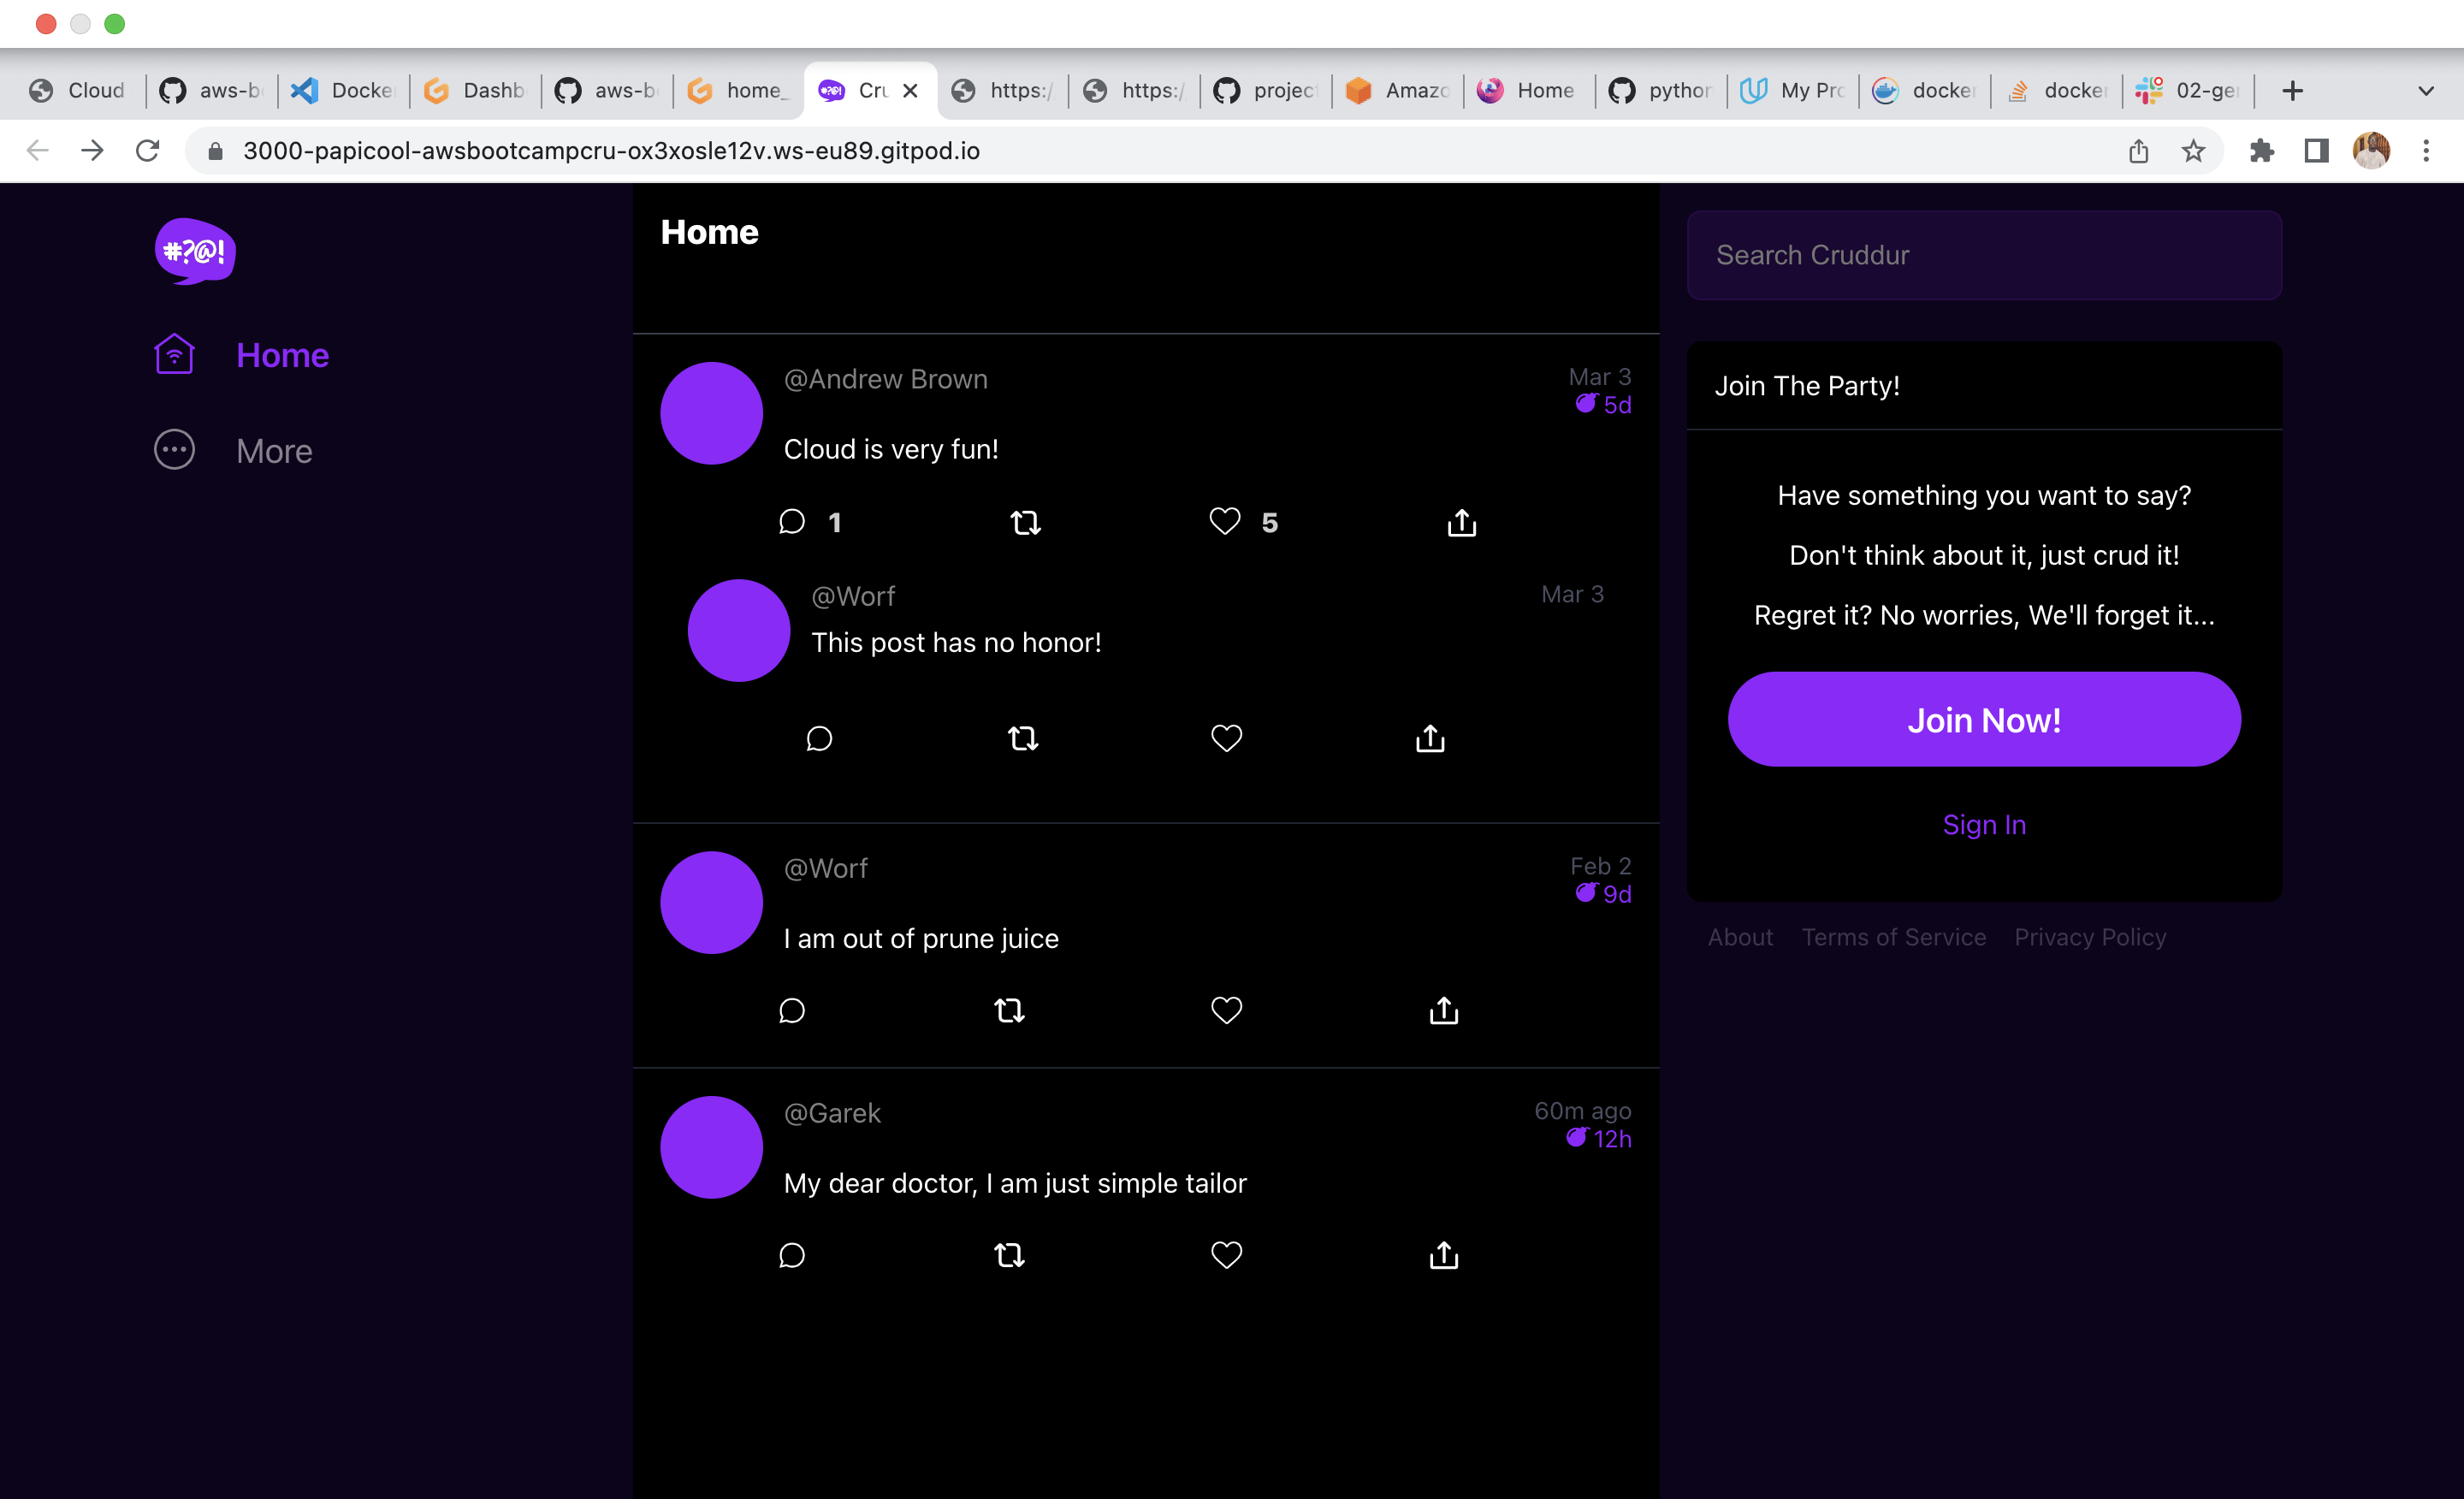 Cloud
aws-b
Docke
Dashb
aws-b
home_
Cru
https:/
https:/
projec
Amazo
Home
python
My Pro
docker
docker
02-ge
3000-papicool-awsbootcampcru-ox3xosle12v.ws-eu89.gitpod.io
#?@!
Home
More
Home
@Andrew Brown
Mar 3
5d
Cloud is very fun!
1
5
@Worf
Mar 3
This post has no honor!
@Worf
Feb 2
9d
I am out of prune juice
@Garek
60m ago
12h
My dear doctor, I am just simple tailor
Search Cruddur
Join The Party!
Have something you want to say?
Don't think about it, just crud it!
Regret it? No worries, We'll forget it...
Join Now!
Sign In
About Terms of Service Privacy Policy